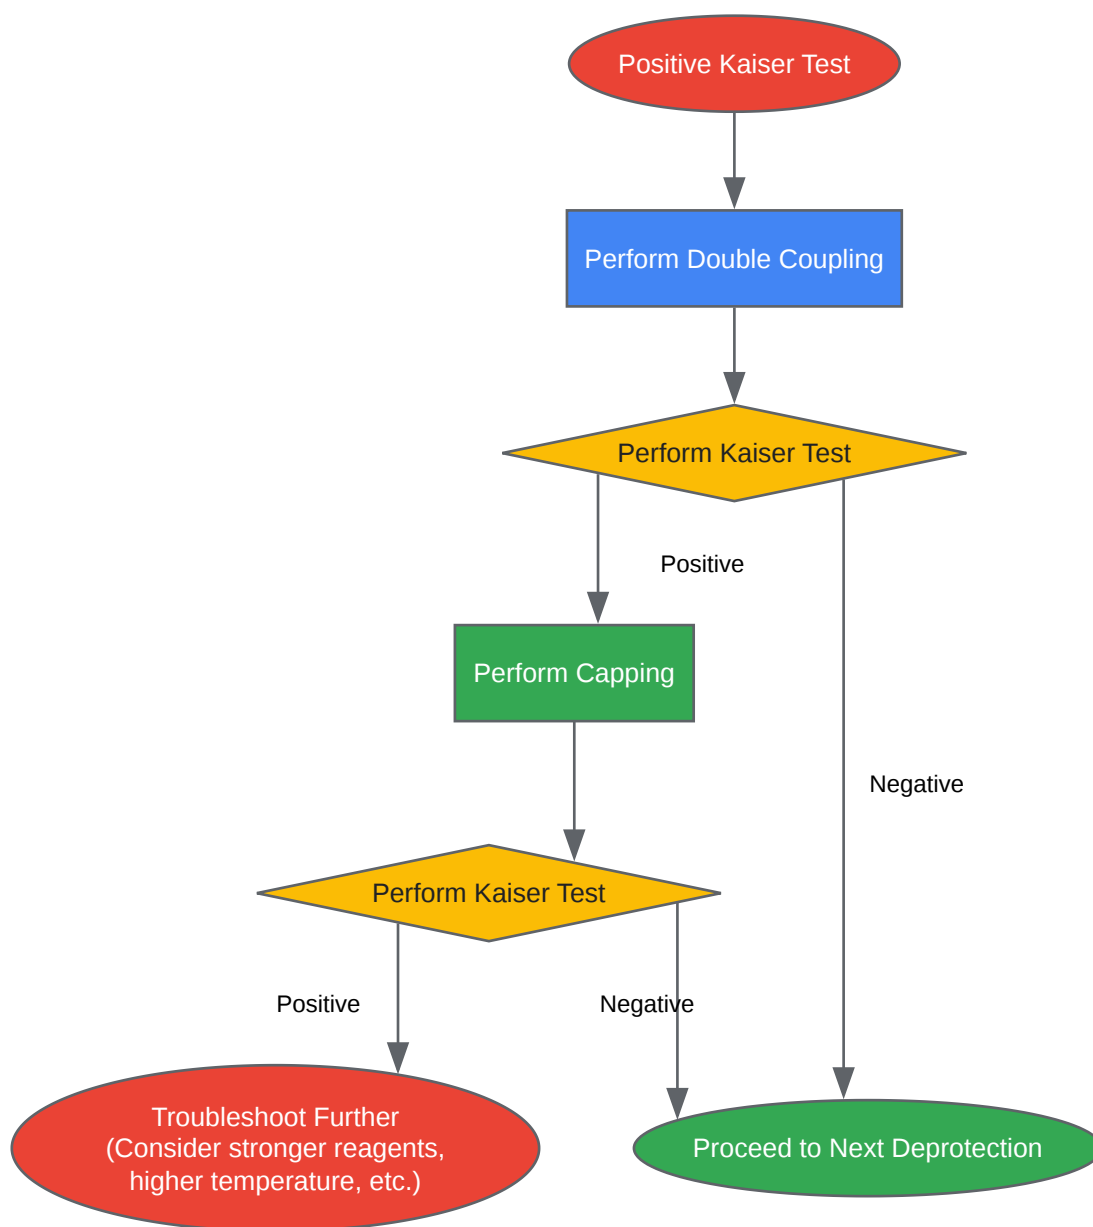 Positive Kaiser Test
Perform Double Coupling
Perform Kaiser Test
Positive
Perform Capping
Negative
Perform Kaiser Test
Positive
Negative
Troubleshoot Further
(Consider stronger reagents,
higher temperature, etc.)
Proceed to Next Deprotection